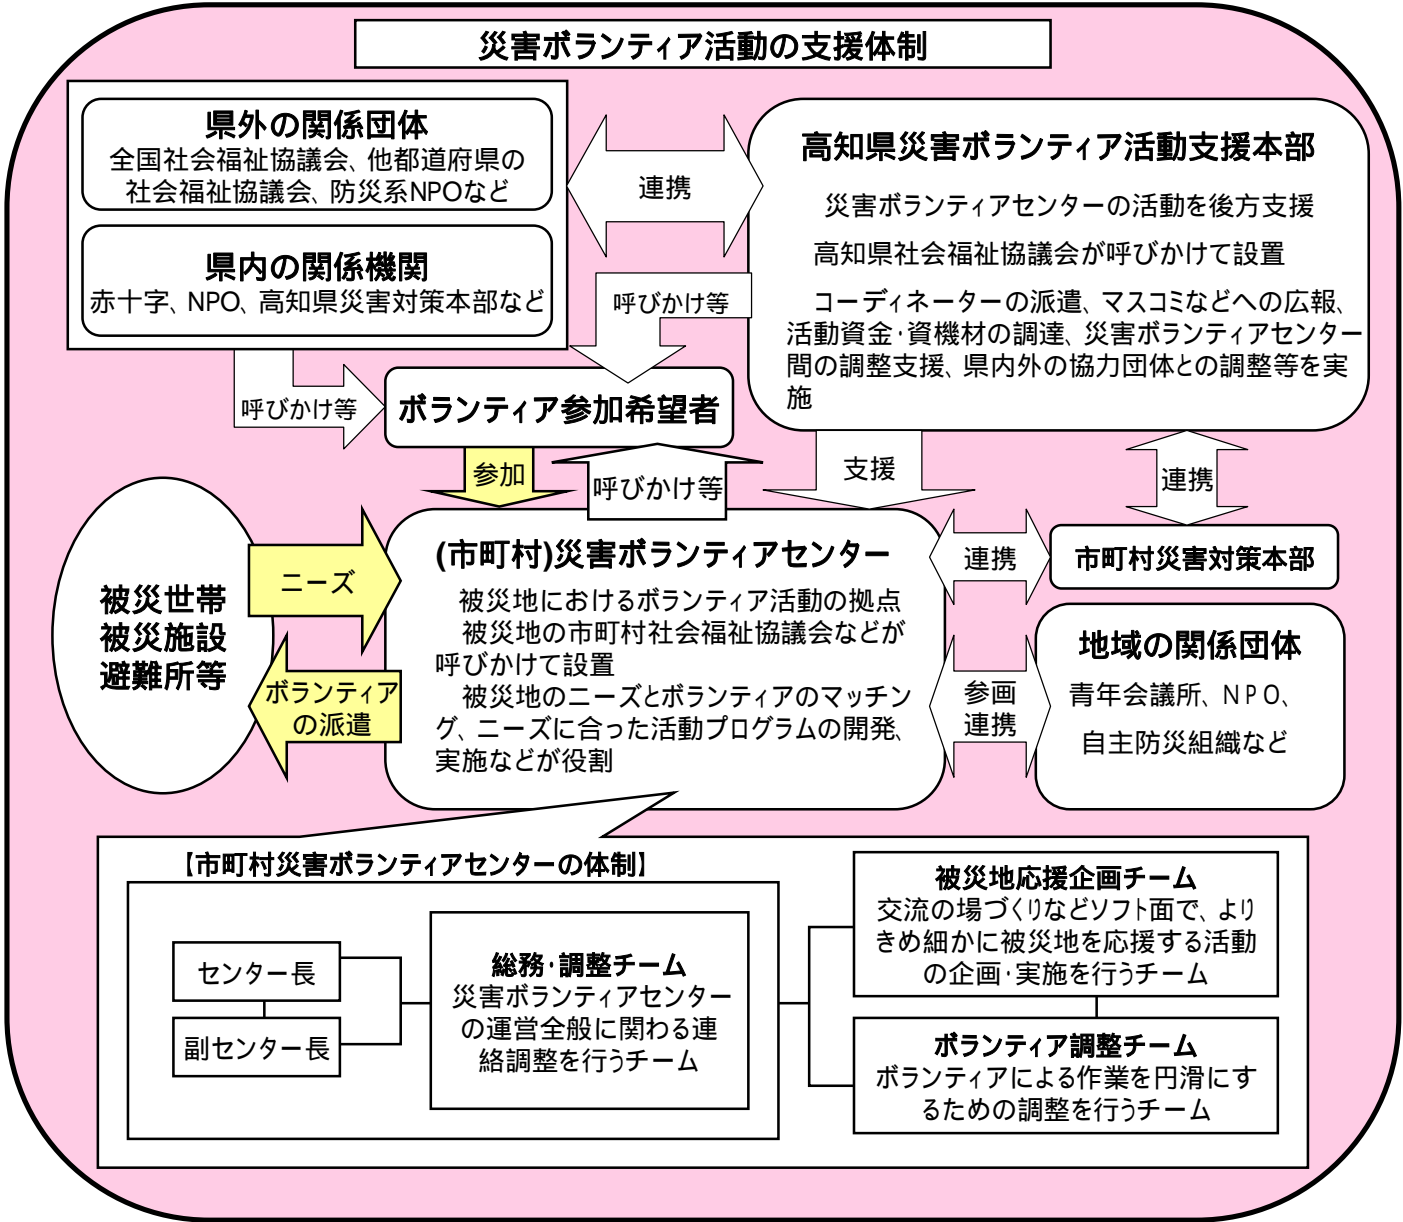 災害ボランティア活動の支援体制
県外の関係団体
全国社会福祉協議会、他都道府県の
社会福祉協議会、防災系NPOなど
県内の関係機関
赤十字、NPO、高知県災害対策本部など
連携
高知県災害ボランティア活動支援本部
災害ボランティアセンターの活動を後方支援
高知県社会福祉協議会が呼びかけて設置
コーディネーターの派遣、マスコミなどへの広報、
活動資金・資機材の調達、災害ボランティアセンター
間の調整支援、県内外の協力団体との調整等を実
施
呼びかけ等
呼びかけ等
ボランティア参加希望者
参加
呼びかけ等
支援
連携
被災世帯
被災施設
避難所等
ニーズ
ボランティア
の派遣
(市町村)災害ボランティアセンター
被災地におけるボランティア活動の拠点
被災地の市町村社会福祉協議会などが
呼びかけて設置
被災地のニーズとボランティアのマッチン
グ、ニーズに合った活動プログラムの開発、
実施などが役割
連携
市町村災害対策本部
参画
連携
地域の関係団体
青年会議所、NPO、
自主防災組織など
【市町村災害ボランティアセンターの体制】
センター長
副センター長
総務・調整チーム
災害ボランティアセンター
の運営全般に関わる連
絡調整を行うチーム
被災地応援企画チーム
交流の場づくりなどソフト面で、より
きめ細かに被災地を応援する活動
の企画・実施を行うチーム
ボランティア調整チーム
ボランティアによる作業を円滑にす
るための調整を行うチーム